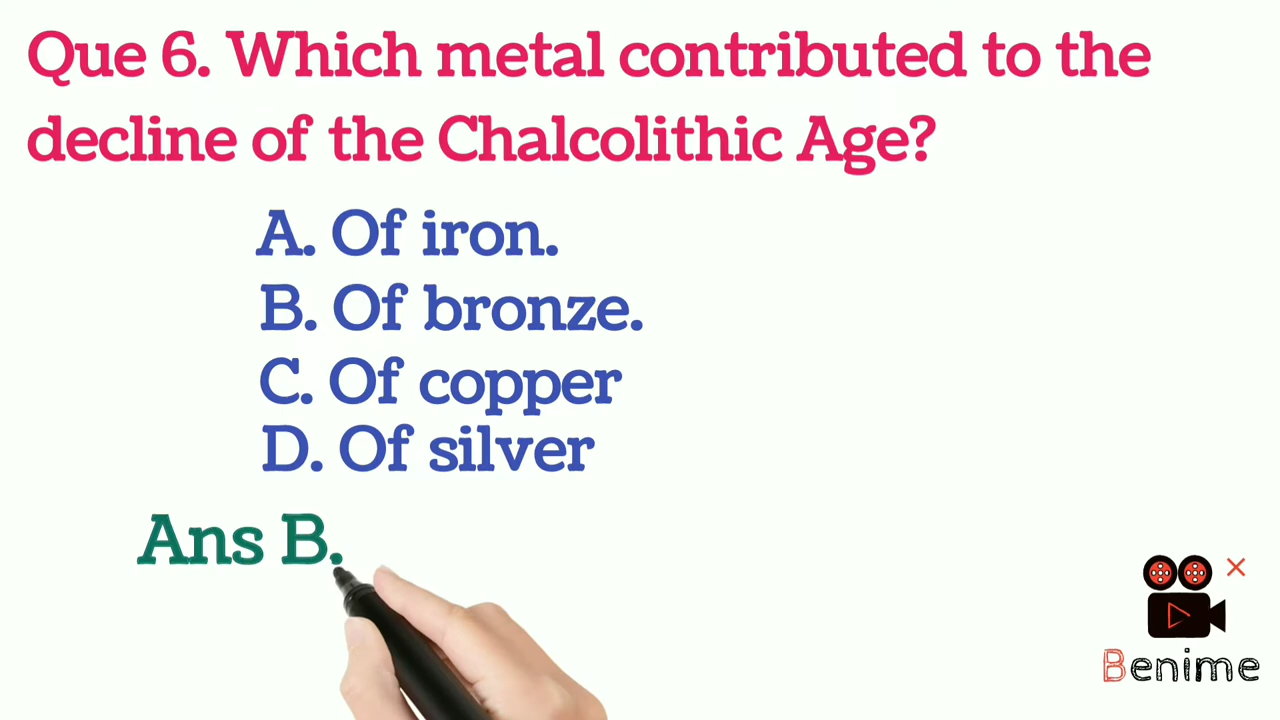 Que 6. Which metal contributed to the
decline of the Chalcolithic Age?
A. Of iron.
B. Of bronze.
C. Of copper
D. Of silver
Ans B.
Benime